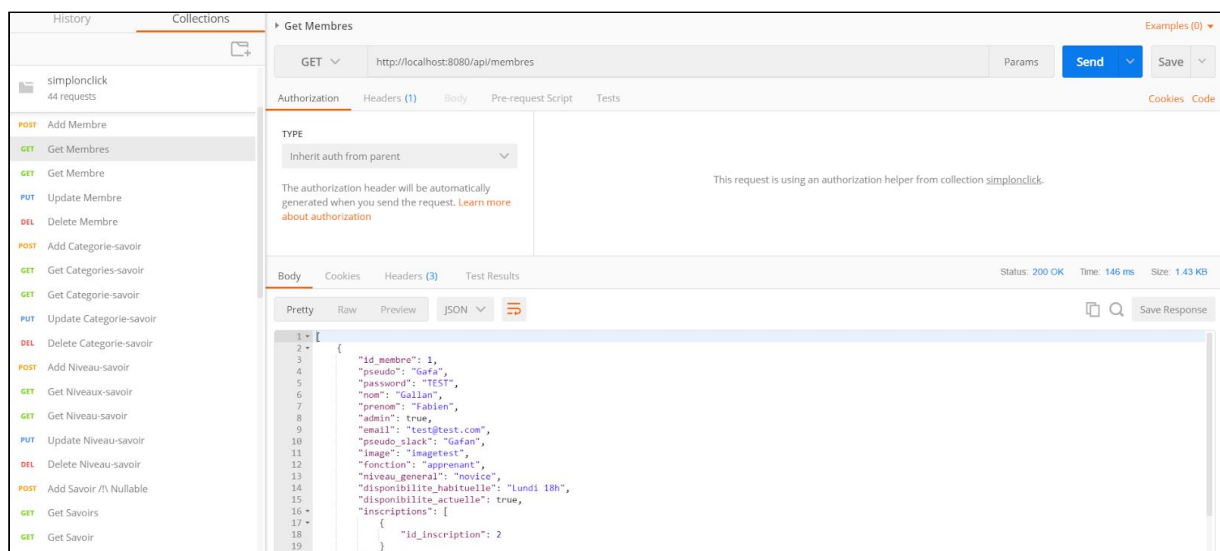 History Collections
simplonclick
44 requests
POST Add Membre
GET Get Membres
GET Get Membre
PUT Update Membre
DEL Delete Membre
POST Add Categorie-savoir
GET Get Categories-savoir
GET Get Categorie-savoir
PUT Update Categorie-savoir
DEL Delete Categorie-savoir
POST Add Niveau-savoir
GET Get Niveaux-savoir
GET Get Niveau-savoir
PUT Update Niveau-savoir
DEL Delete Niveau-savoir
POST Add Savoir /!\ Nullable
GET Get Savoirs
GET Get Savoir
Get Membres Examples (0)
GET http://localhost:8080/api/membres Params Send Save
Authorization Headers (1) Body Pre-request Script Tests Cookies Code
TYPE
Inherit auth from parent
The authorization header will be automatically
generated when you send the request. Learn more
about authorization
This request is using an authorization helper from collection simplonclick.
Body Cookies Headers (3) Test Results Status: 200 OK Time: 146 ms Size: 1.43 KB
Pretty Raw Preview JSON Save Response
1 [
2 {
3 "id_membre": 1,
4 "pseudo": "Gafa",
5 "password": "TEST",
6 "nom": "Gallan",
7 "prenom": "Fabien",
8 "admin": true,
9 "email": "test@test.com",
10 "pseudo_slack": "Gafan",
11 "image": "imagetest",
12 "fonction": "apprenant",
13 "niveau_general": "novice",
14 "disponibilite_habituelle": "Lundi 18h",
15 "disponibilite_actuelle": true,
16 "inscriptions": [
17 {
18 "id_inscription": 2
19 }